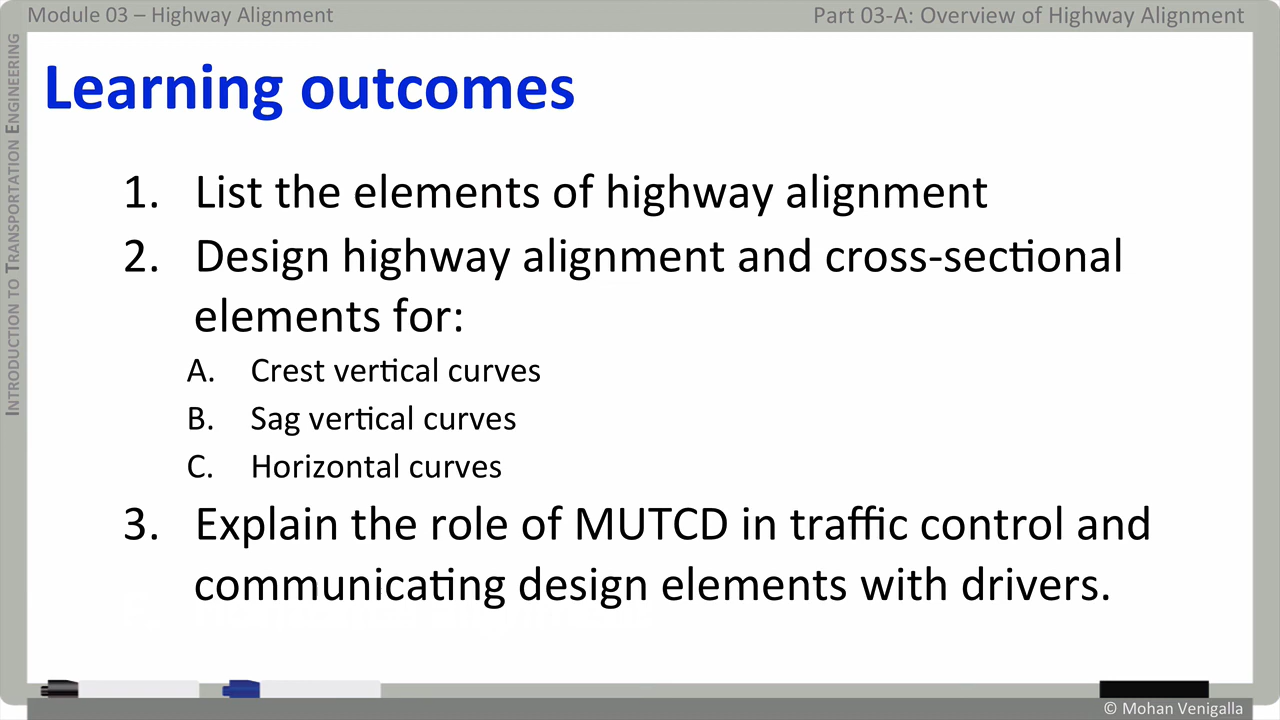 Module 03 – Highway Alignment
Part 03-A: Overview of Highway Alignment
INTRODUCTION TO TRANSPORTATION ENGINEERING
Learning outcomes
1. List the elements of highway alignment
2. Design highway alignment and cross-sectional
elements for:
A. Crest vertical curves
B. Sag vertical curves
C. Horizontal curves
3. Explain the role of MUTCD in traffic control and
communicating design elements with drivers.
© Mohan Venigalla